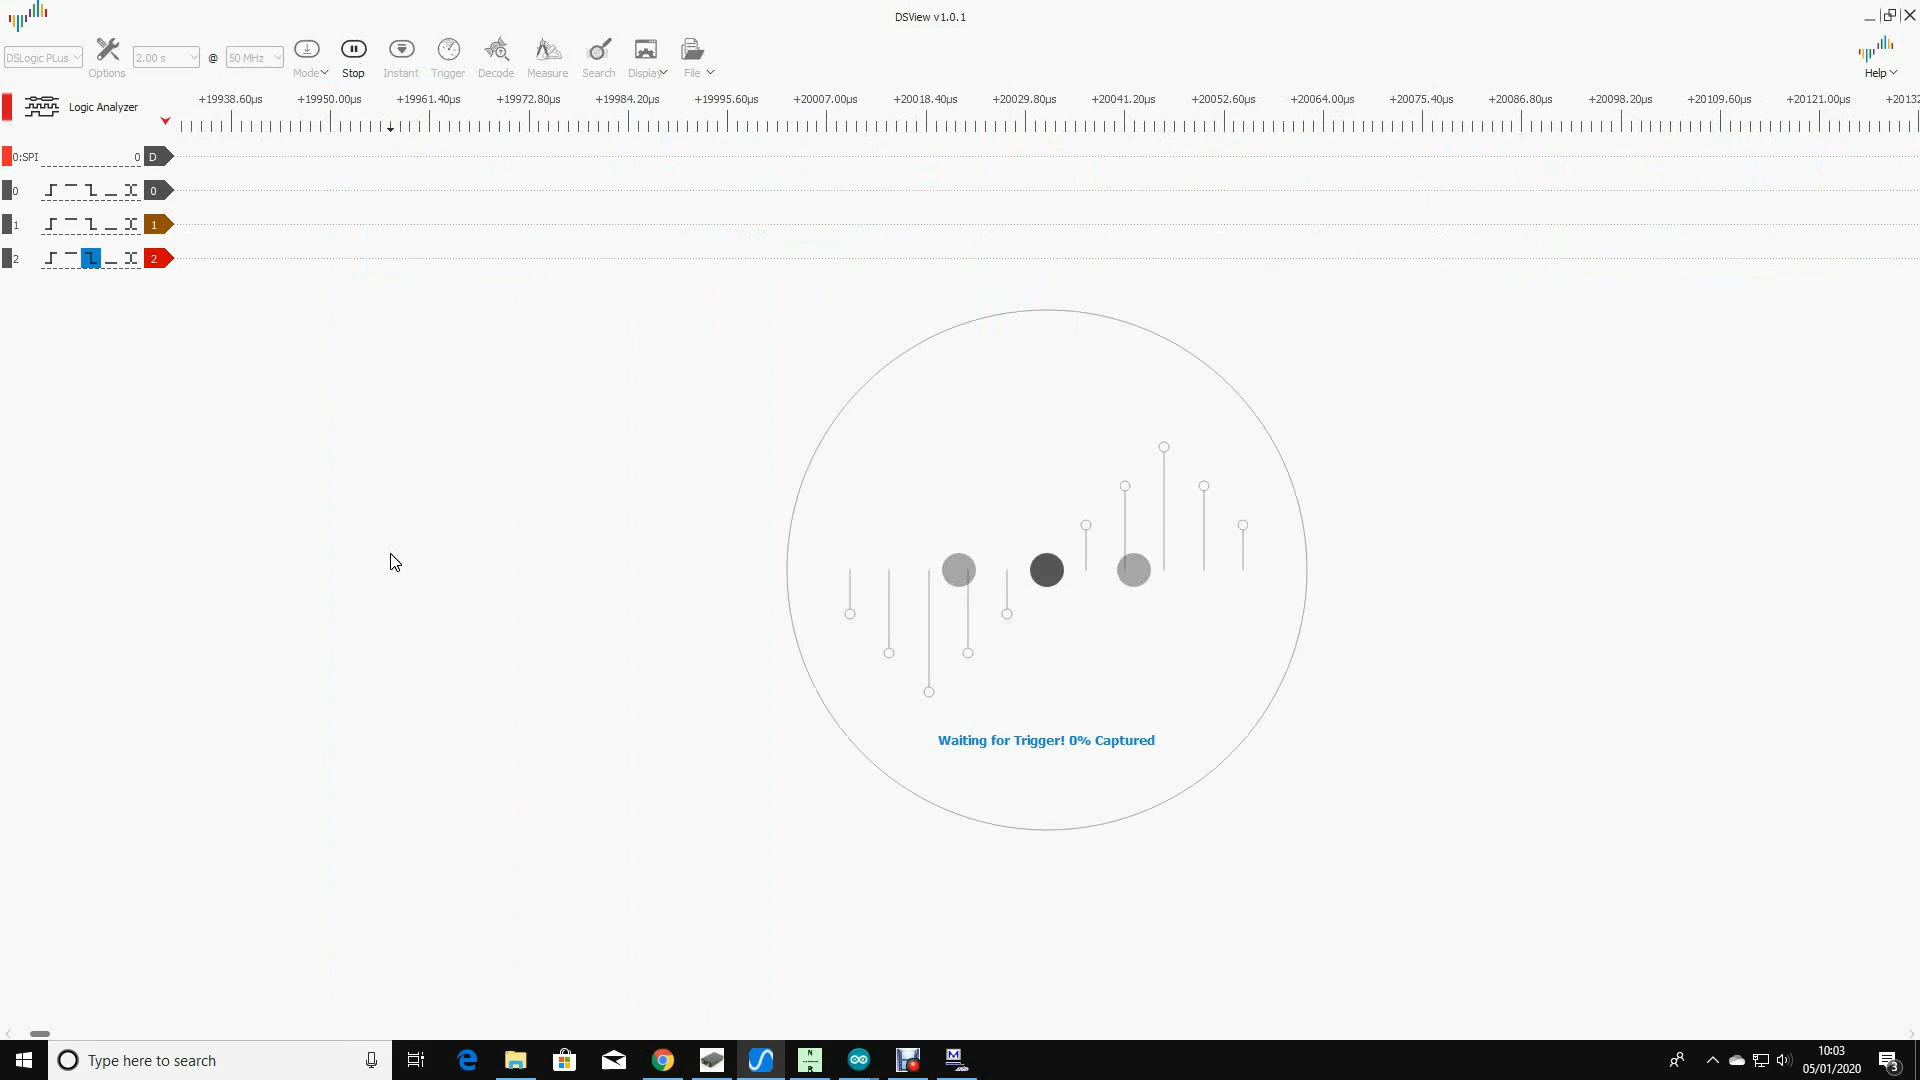 DSView v1.0.1
DSLogic PLus
Options
2.00 s
@
50 MHz
Mode
Stop
Instant
Trigger
Decode
Measure
Search
Display
File
Help
Logic Analyzer
+19938.60µs +19950.00µs +19961.40µs +19972.80µs +19984.20µs +19995.60µs +20007.00µs +20018.40µs +20029.80µs +20041.20µs +20052.60µs +20064.00µs +20075.40µs +20086.80µs +20098.20µs +20109.60µs +20121.00µs +20132
0:SPI 0 D
0 0
1 1
2 2
Waiting for Trigger! 0% Captured
Type here to search
10:03
05/01/2020
3